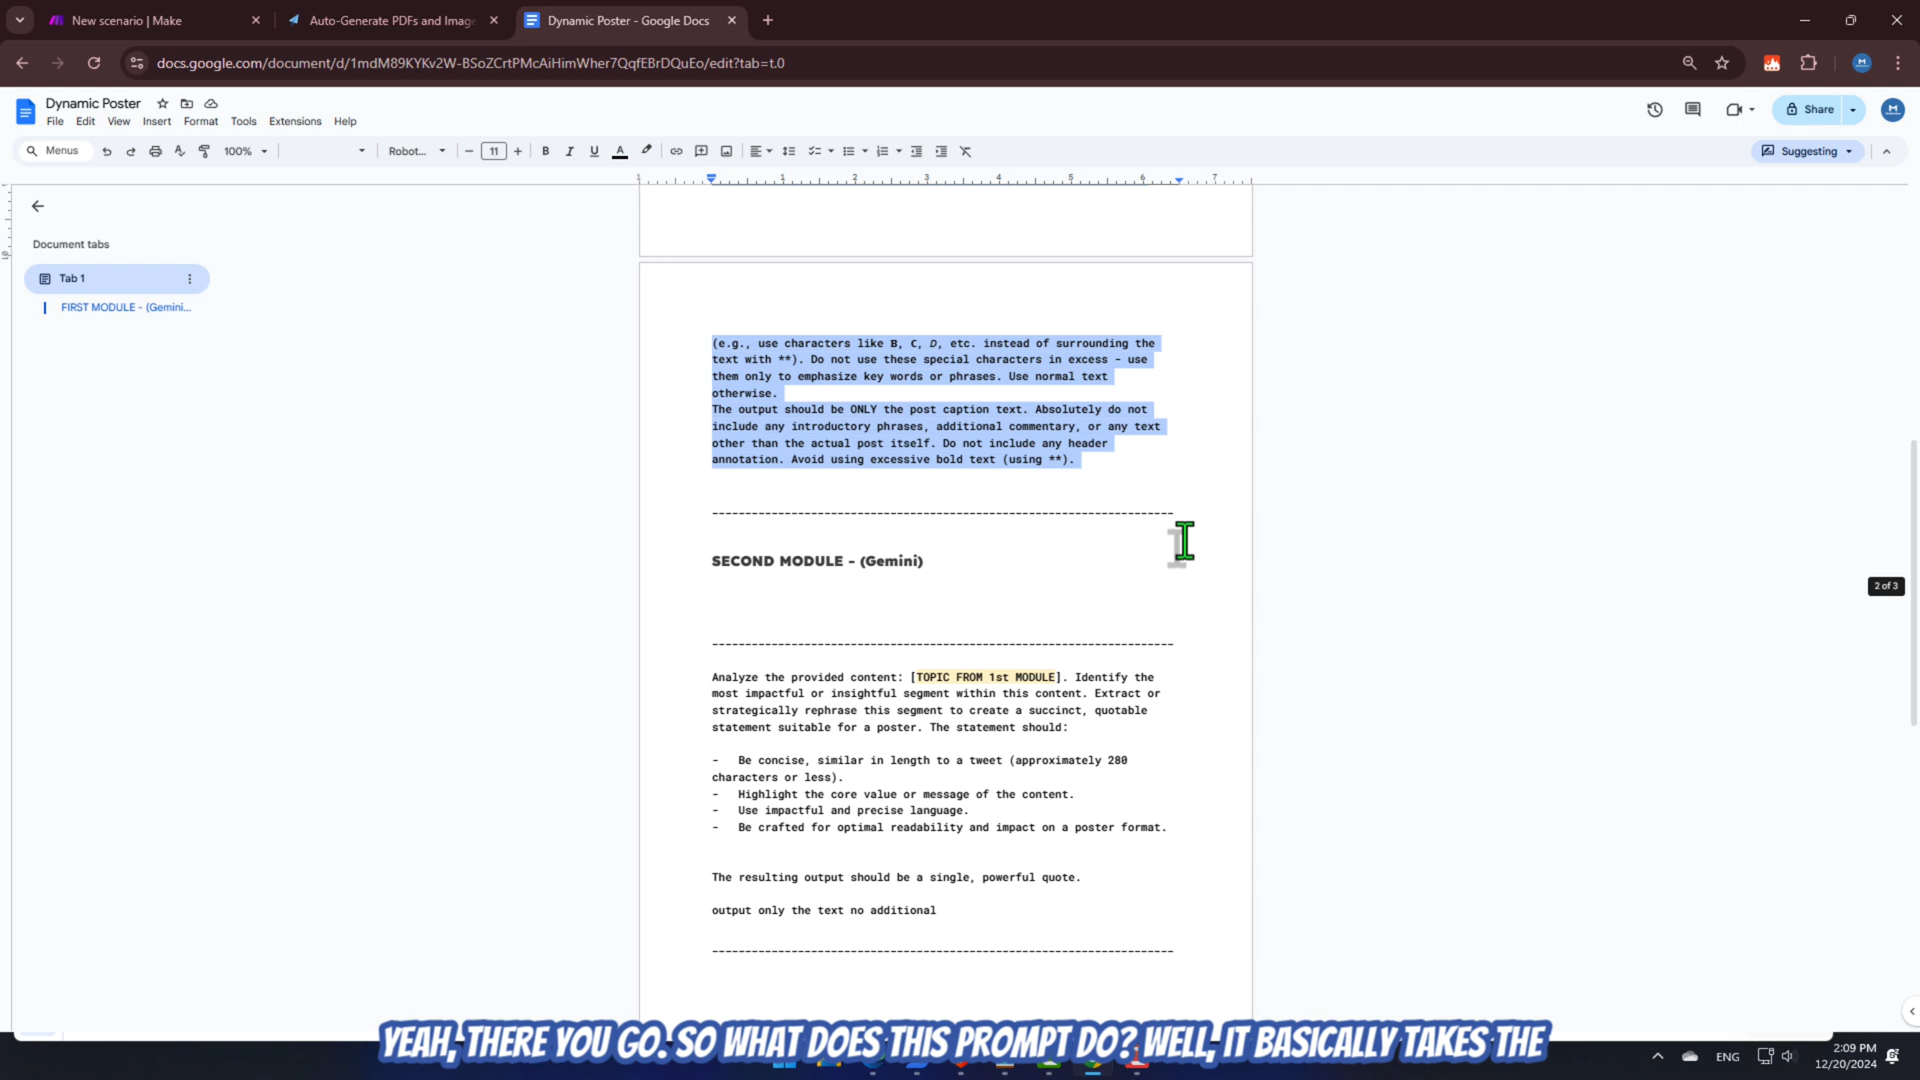 New scenario | Make
Auto-Generate PDFs and Image
Dynamic Poster - Google Docs
docs.google.com/document/d/1mdM89KYKv2W-BSoZCrtPMcAiHimWher7QqfEBrDQuEo/edit?tab=t.0
Dynamic Poster
Share
File Edit View Insert Format Tools Extensions Help
Menus 100% Robot... 11 Suggesting
1 1 2 3 4 5 6 7
Document tabs
Tab 1
FIRST MODULE - (Gemini...
(e.g., use characters like B, C, D, etc. instead of surrounding the
text with **). Do not use these special characters in excess - use
them only to emphasize key words or phrases. Use normal text
otherwise.
The output should be ONLY the post caption text. Absolutely do not
include any introductory phrases, additional commentary, or any text
other than the actual post itself. Do not include any header
annotation. Avoid using excessive bold text (using **).
----------------------------------------------------------------------
SECOND MODULE - (Gemini)
2 of 3
----------------------------------------------------------------------
Analyze the provided content: [TOPIC FROM 1st MODULE]. Identify the
most impactful or insightful segment within this content. Extract or
strategically rephrase this segment to create a succinct, quotable
statement suitable for a poster. The statement should:
- Be concise, similar in length to a tweet (approximately 280
characters or less).
- Highlight the core value or message of the content.
- Use impactful and precise language.
- Be crafted for optimal readability and impact on a poster format.
The resulting output should be a single, powerful quote.
output only the text no additional
----------------------------------------------------------------------
YEAH, THERE YOU GO. SO WHAT DOES THIS PROMPT DO? WELL, IT BASICALLY TAKES THE
ENG
2:09 PM
12/20/2024